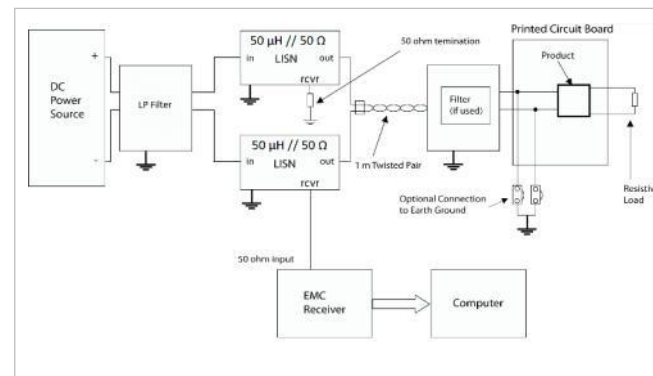 Printed Circuit Board
50 µH // 50 Ω
in
LISN
out
rcvr
50 ohm temination
Product
+
DC
Power
Source
-
LP Filter
Filter
(if used)
50 µH // 50 Ω
in
LISN
out
rcvr
1 m Twisted Pair
Optional Connection
to Earth Ground
Resistive
Load
50 ohm input
EMC
Receiver
Computer